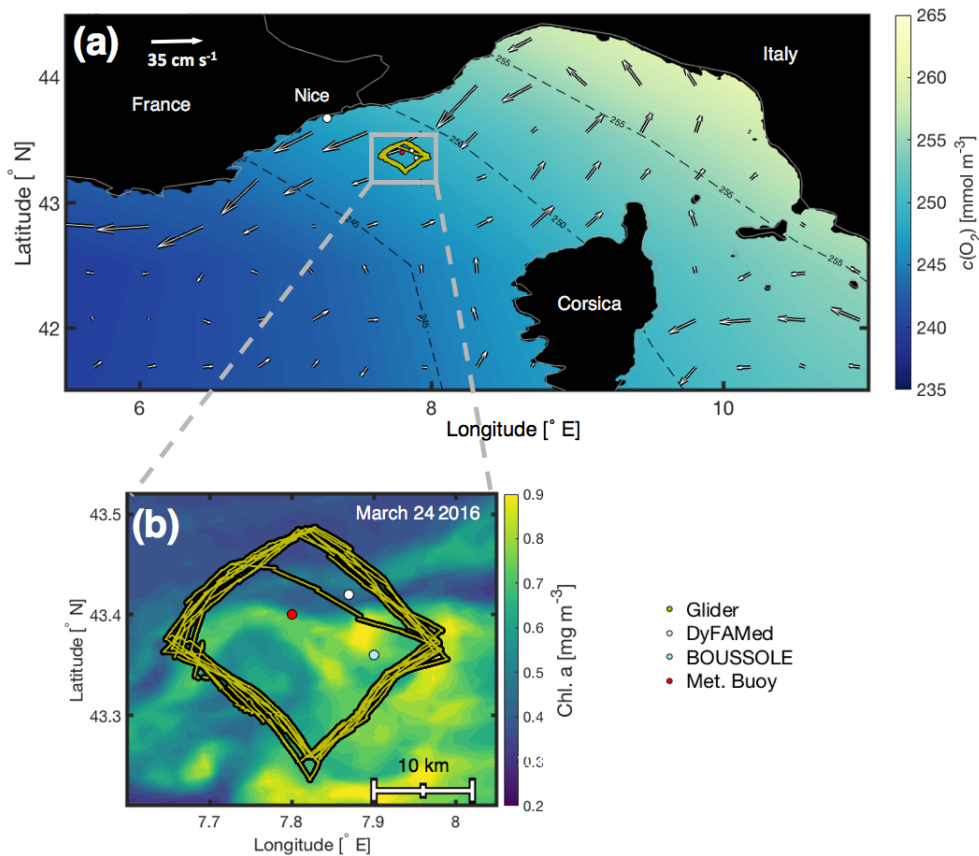 (a)
35 cm s⁻¹
France
Nice
Italy
Corsica
255
255
255
255
250
250
245
245
44
43
42
Latitude [° N]
6
8
10
Longitude [° E]
265
260
255
250
245
240
235
c(O₂) [mmol m⁻³]
(b)
March 24 2016
43.5
43.4
43.3
Latitude [° N]
7.7
7.8
7.9
8
Longitude [° E]
10 km
0.9
0.8
0.7
0.6
0.5
0.4
0.3
0.2
Chl. a [mg m⁻³]
Glider
DyFAMed
BOUSSOLE
Met. Buoy